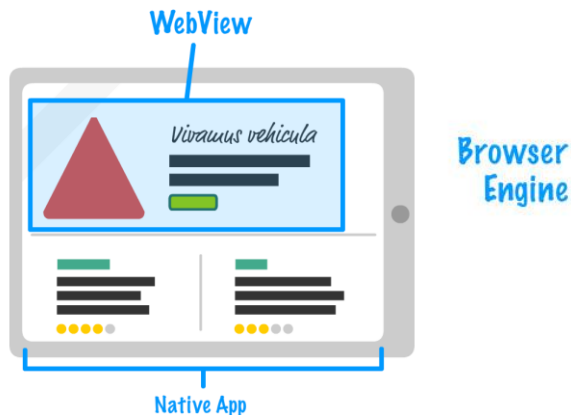 WebView
Vivamus vehicula
Browser
Engine
Native App